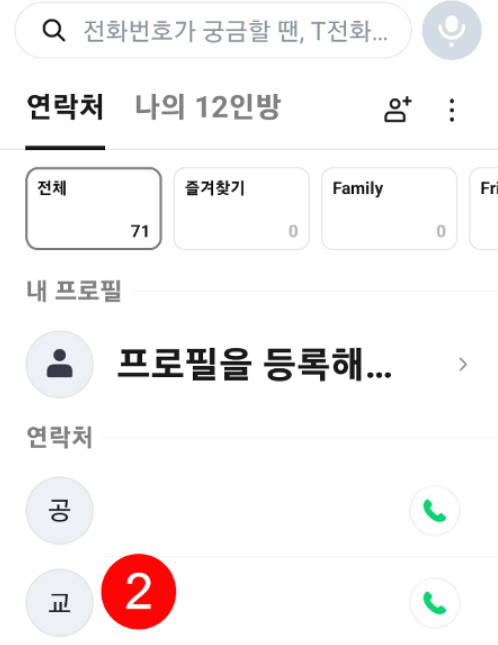 전화번호가 궁금할 땐, T전화...
연락처 나의 12인방
전체 즐겨찾기 Family Fri
71 0 0
내 프로필
프로필을 등록해...
연락처
공
교 2